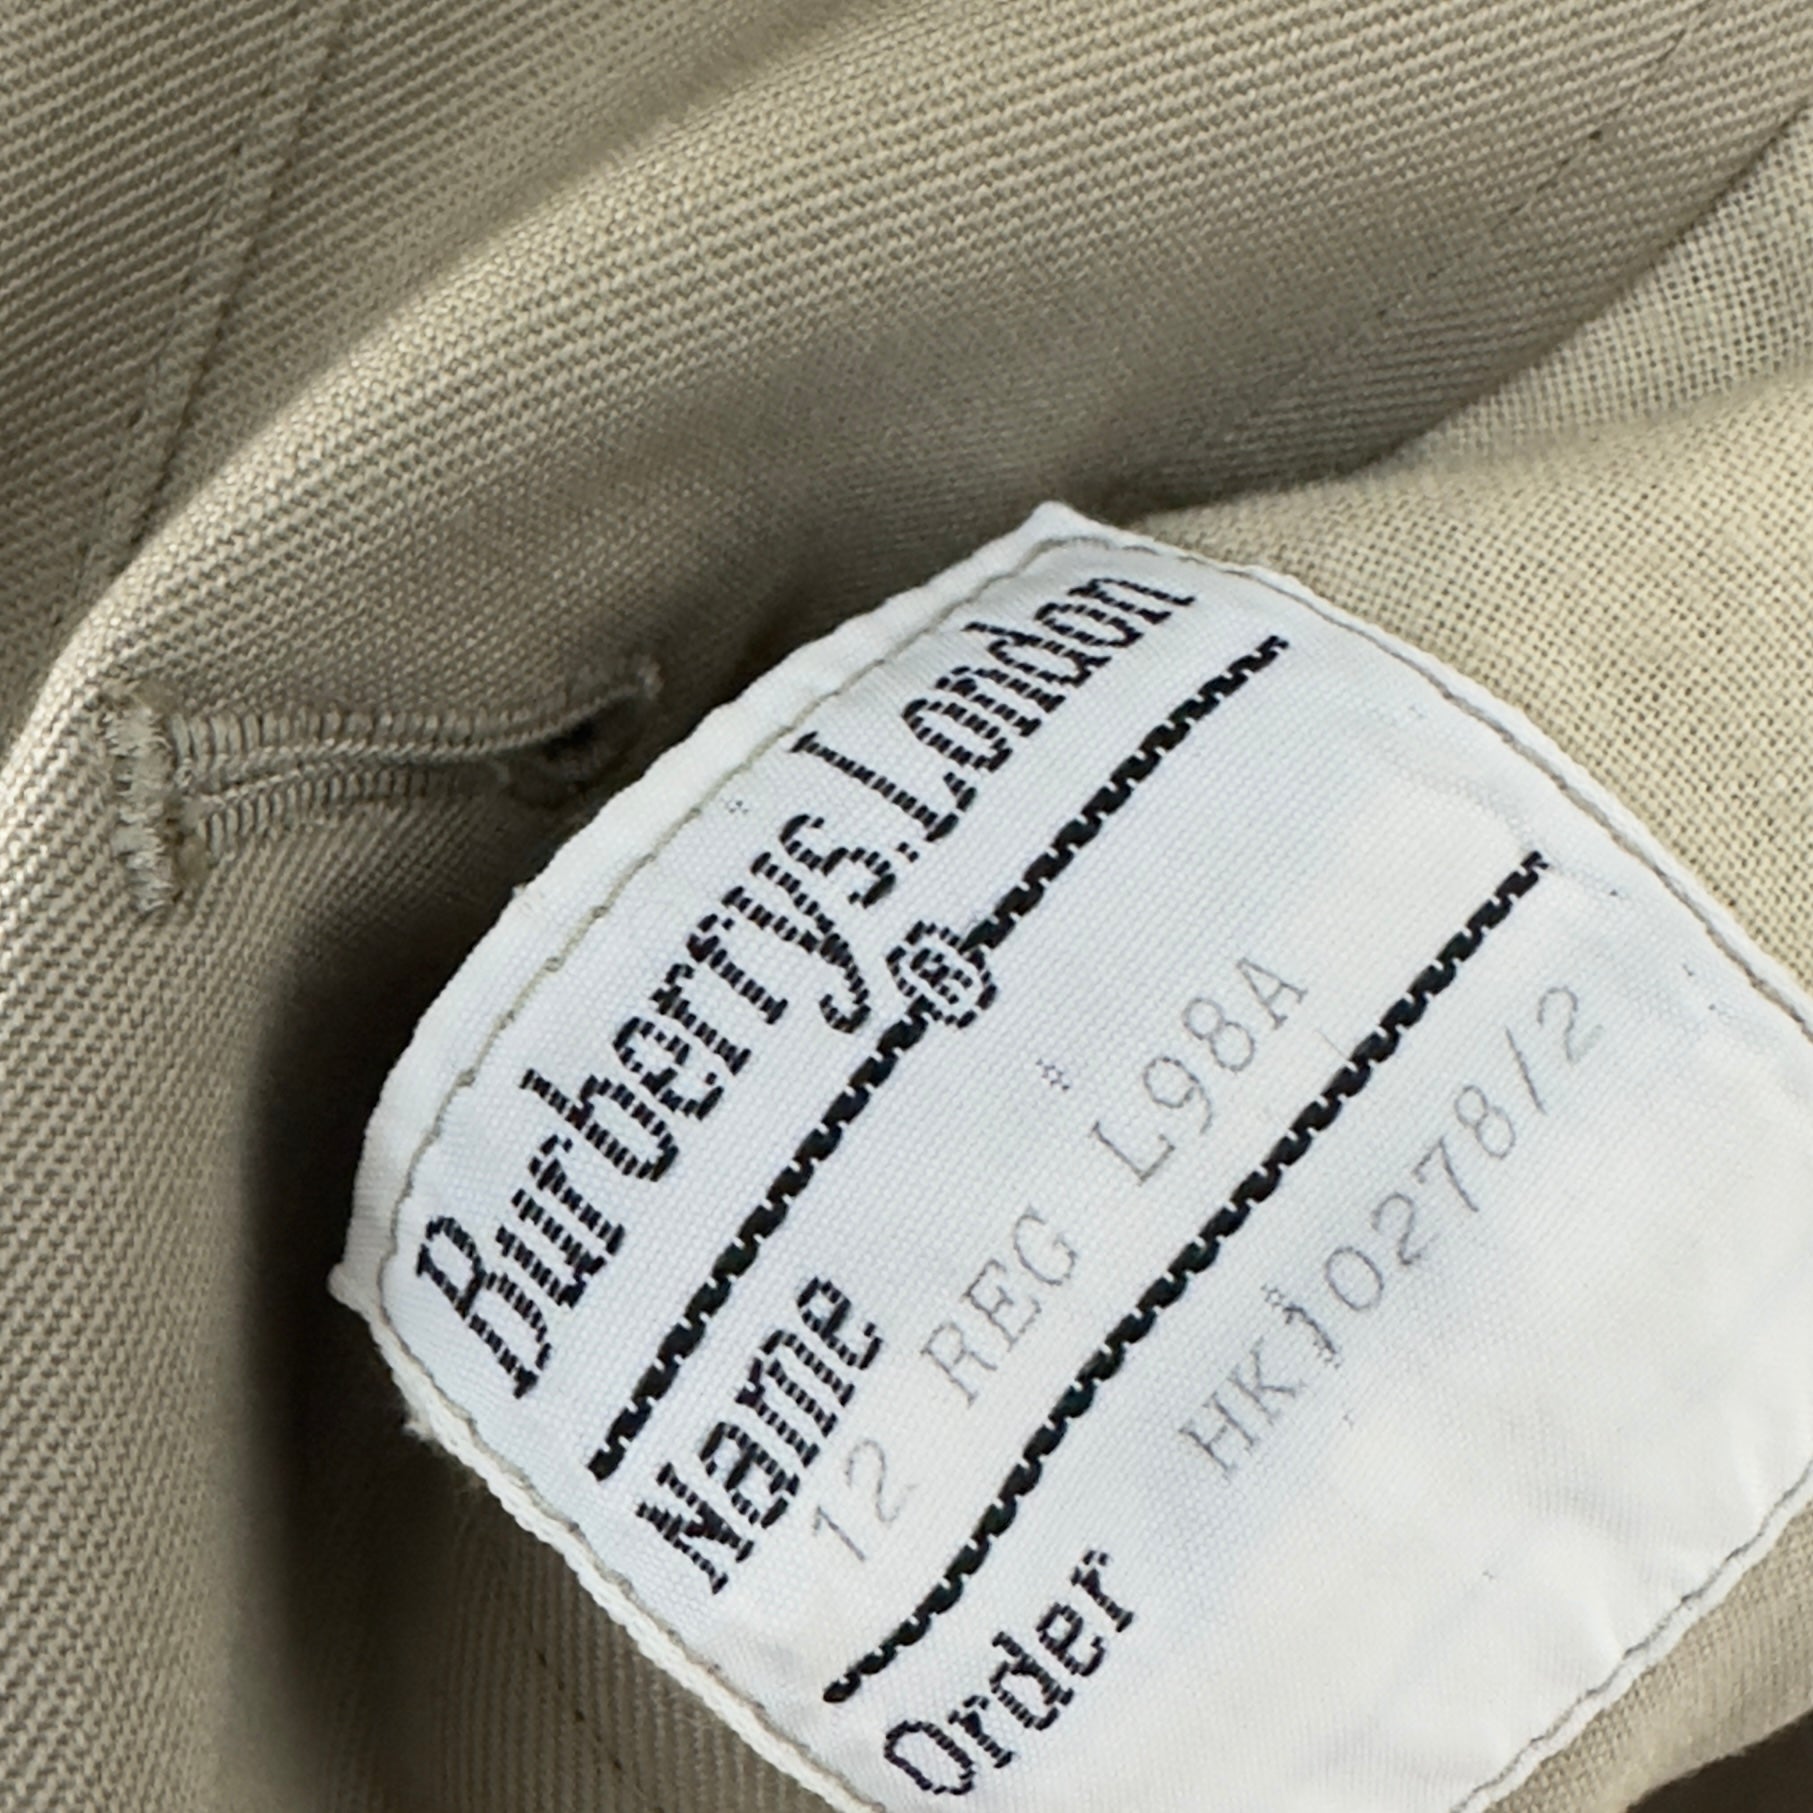 Burberrys. London
®
Name
12 REG L98A
Order
HK10278/2